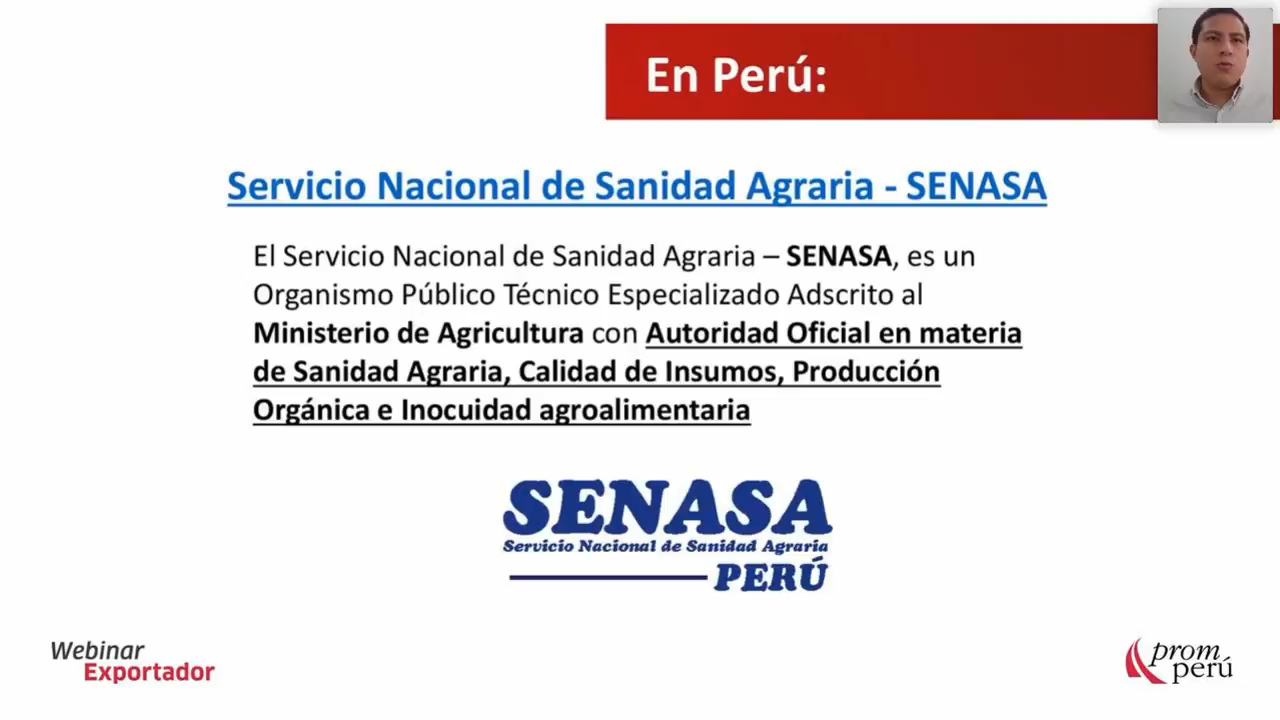 En Perú:
Servicio Nacional de Sanidad Agraria - SENASA
El Servicio Nacional de Sanidad Agraria – SENASA, es un
Organismo Público Técnico Especializado Adscrito al
Ministerio de Agricultura con Autoridad Oficial en materia
de Sanidad Agraria, Calidad de Insumos, Producción
Orgánica e Inocuidad agroalimentaria
SENASA
Servicio Nacional de Sanidad Agraria
PERÚ
Webinar
Exportador
prom
perú